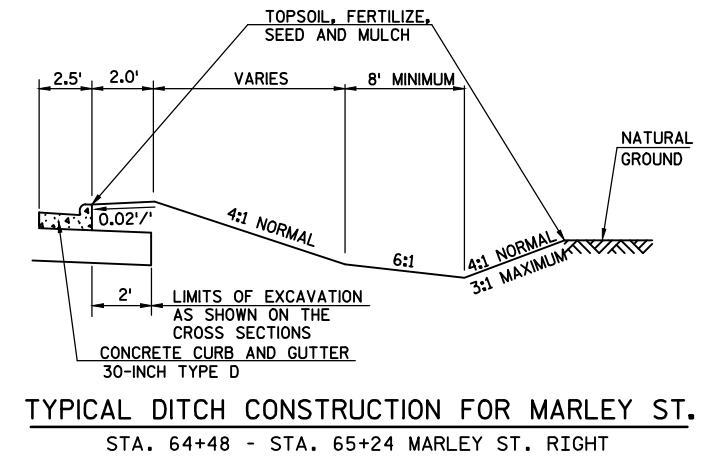 TOPSOIL, FERTILIZE,
SEED AND MULCH
2.5'
2.0'
VARIES
8' MINIMUM
NATURAL
GROUND
0.02'/'
4:1 NORMAL
6:1
4:1 NORMAL
3:1 MAXIMUM
2'
LIMITS OF EXCAVATION
AS SHOWN ON THE
CROSS SECTIONS
CONCRETE CURB AND GUTTER
30-INCH TYPE D
TYPICAL DITCH CONSTRUCTION FOR MARLEY ST.
STA. 64+48 - STA. 65+24 MARLEY ST. RIGHT